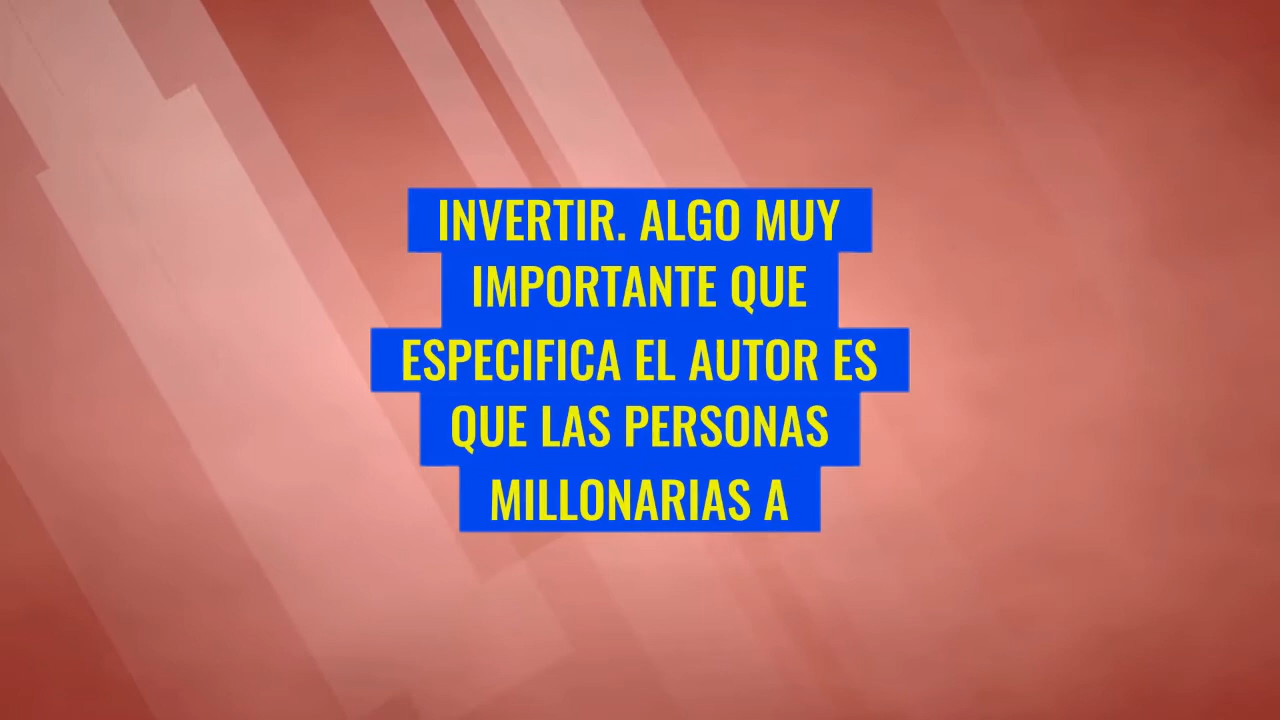 INVERTIR. ALGO MUY
IMPORTANTE QUE
ESPECIFICA EL AUTOR ES
QUE LAS PERSONAS
MILLONARIAS A